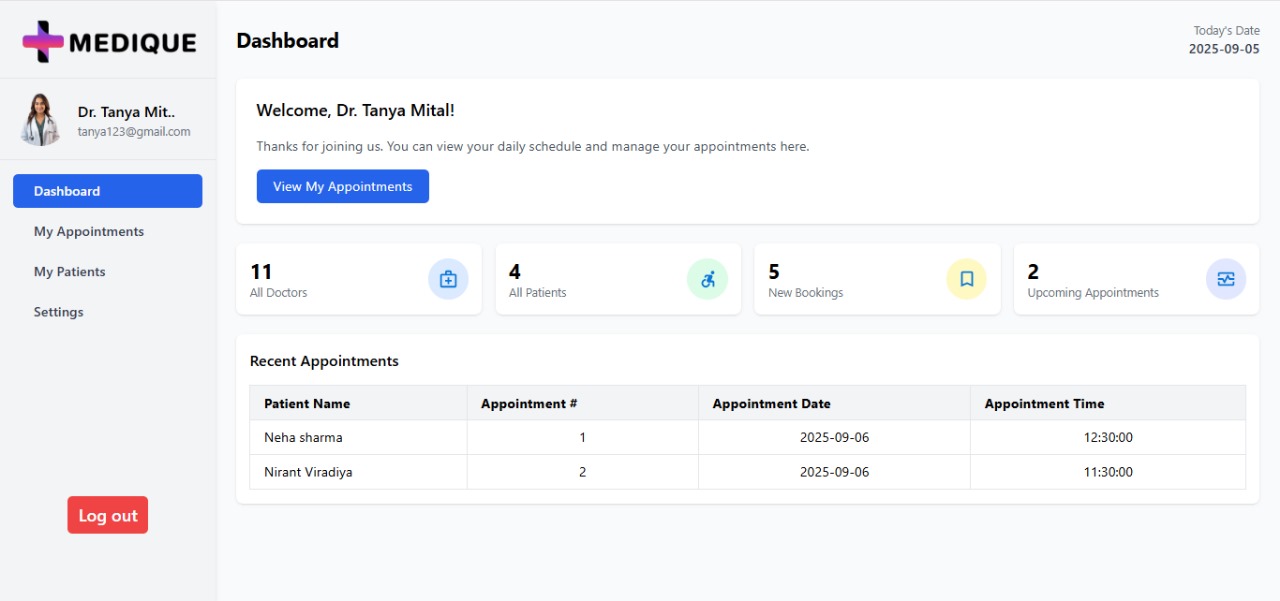 MEDIQUE
Dr. Tanya Mit..
tanya123@gmail.com
Dashboard
My Appointments
My Patients
Settings
Log out
Dashboard
Today's Date
2025-09-05
Welcome, Dr. Tanya Mital!
Thanks for joining us. You can view your daily schedule and manage your appointments here.
View My Appointments
11
All Doctors
4
All Patients
5
New Bookings
2
Upcoming Appointments
Recent Appointments
Patient Name Appointment # Appointment Date Appointment Time
Neha sharma 1 2025-09-06 12:30:00
Nirant Viradiya 2 2025-09-06 11:30:00